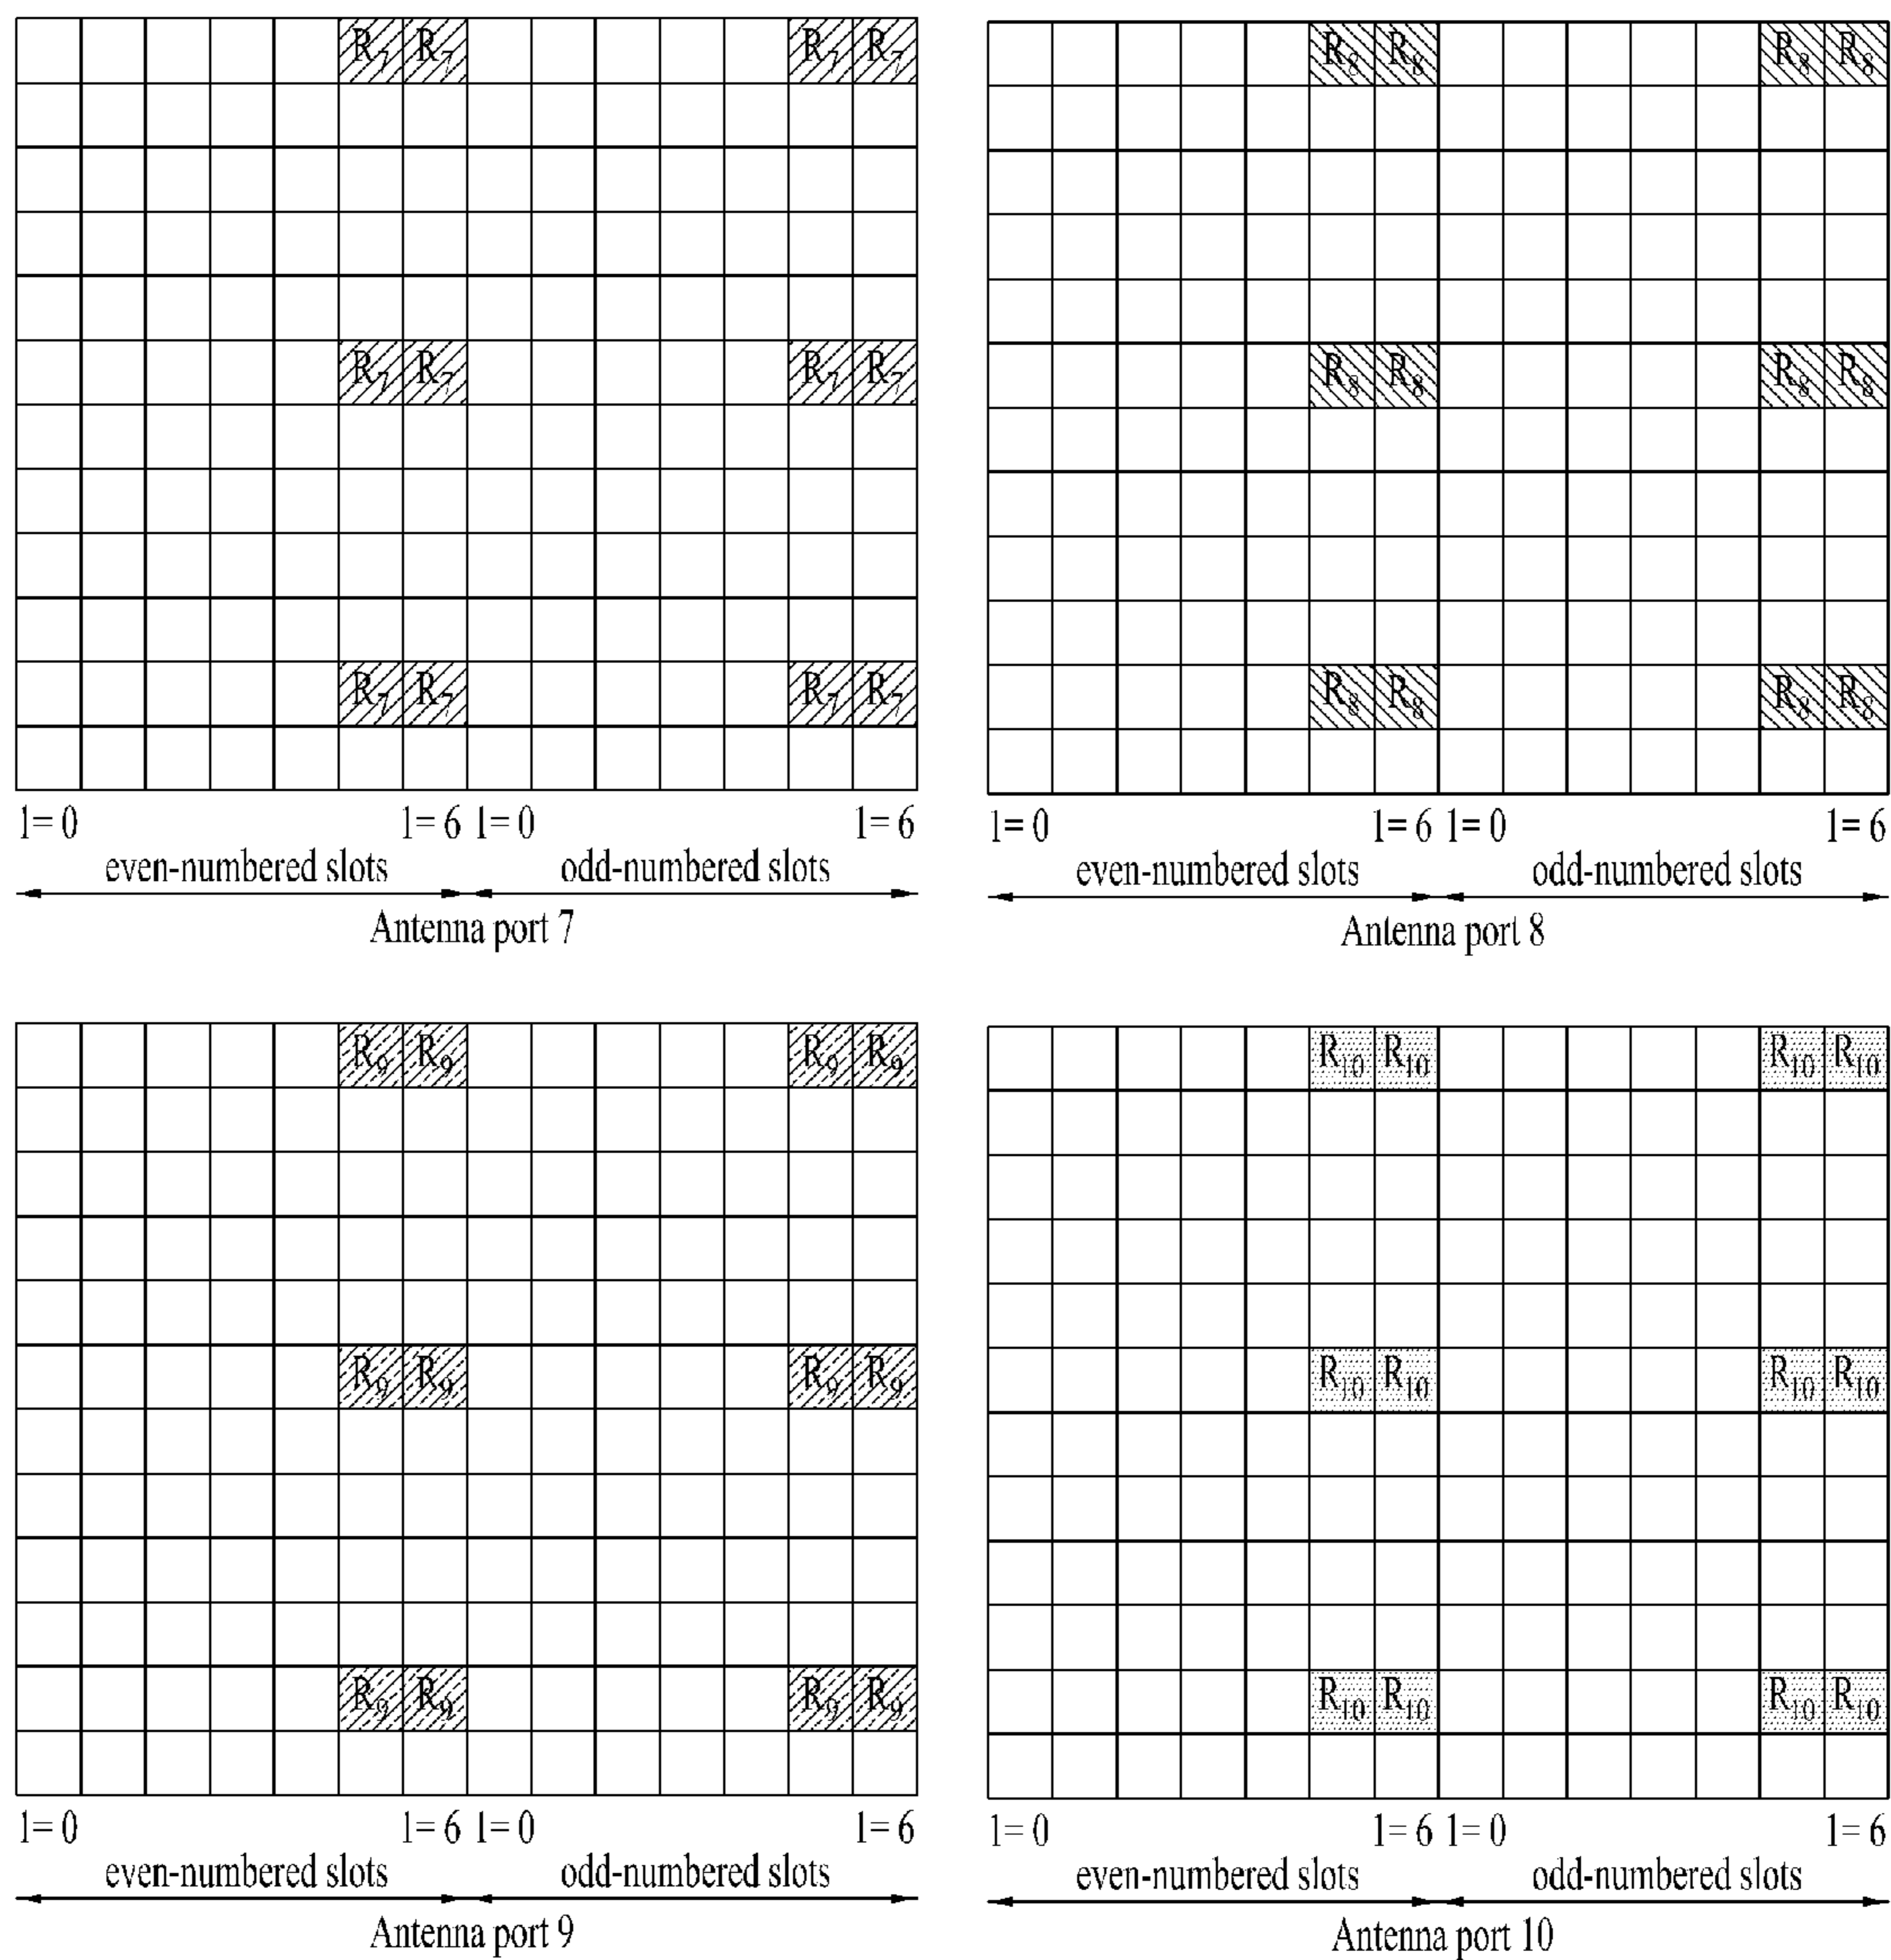 R7 R7 R7 R7
R7 R7 R7 R7
R7 R7 R7 R7
l=0 l=6 l=0 l=6
even-numbered slots odd-numbered slots
Antenna port 7
R8 R8 R8 R8
R8 R8 R8 R8
R8 R8 R8 R8
l=0 l=6 l=0 l=6
even-numbered slots odd-numbered slots
Antenna port 8
R9 R9 R9 R9
R9 R9 R9 R9
R9 R9 R9 R9
l=0 l=6 l=0 l=6
even-numbered slots odd-numbered slots
Antenna port 9
R10 R10 R10 R10
R10 R10 R10 R10
R10 R10 R10 R10
l=0 l=6 l=0 l=6
even-numbered slots odd-numbered slots
Antenna port 10